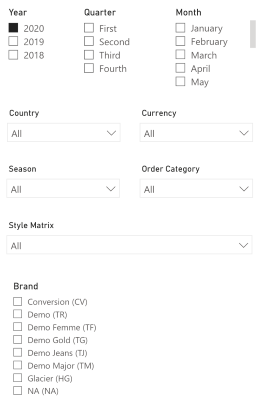 Year Quarter Month
2020 First January
2019 Second February
2018 Third March
Fourth April
May
Country Currency
All All
Season Order Category
All All
Style Matrix
All
Brand
Conversion (CV)
Demo (TR)
Demo Femme (TF)
Demo Gold (TG)
Demo Jeans (TJ)
Demo Major (TM)
Glacier (HG)
NA (NA)